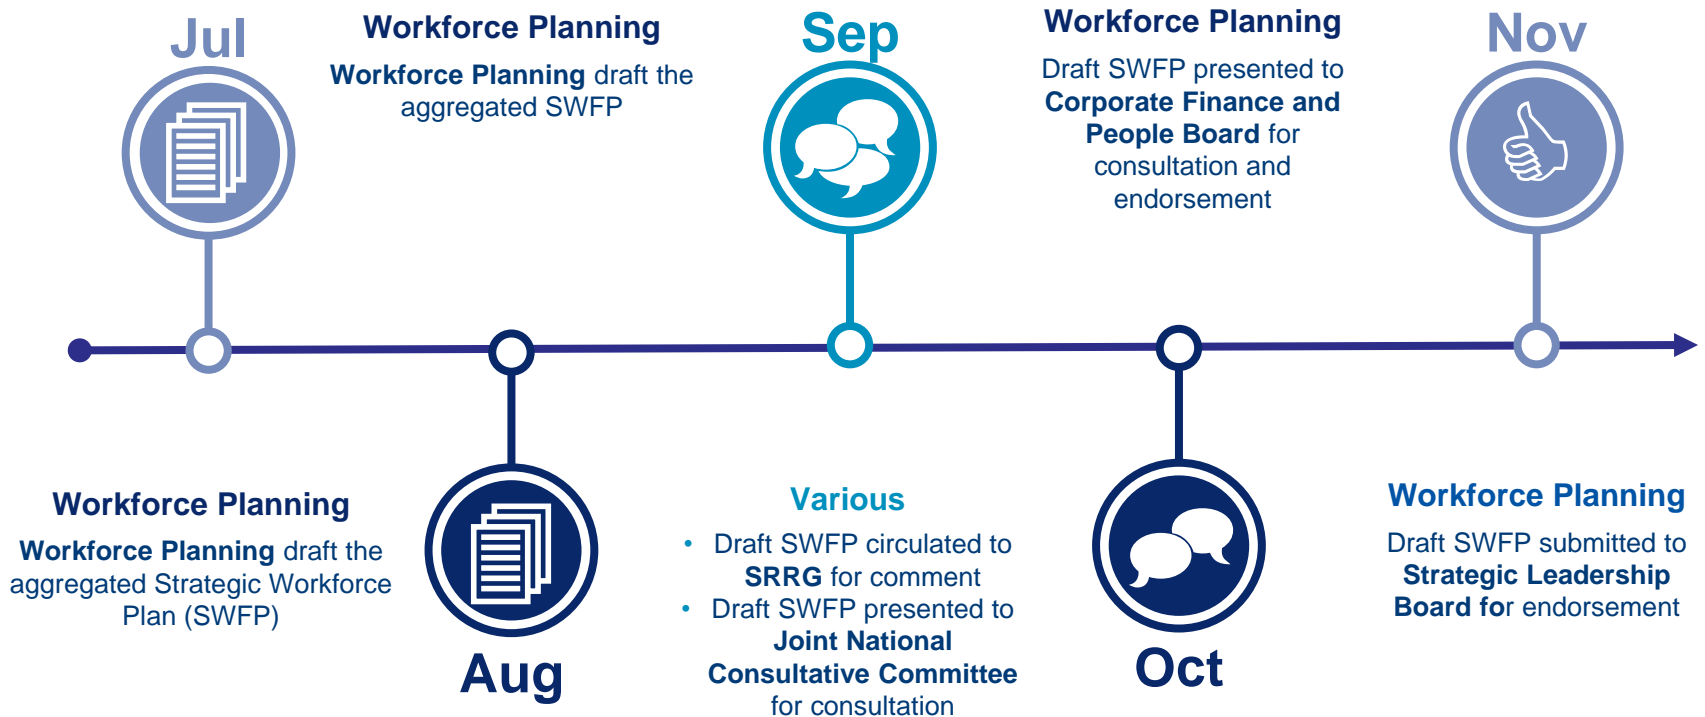 Jul
Workforce Planning
Workforce Planning draft the
aggregated Strategic Workforce
Plan (SWFP)
Workforce Planning
Workforce Planning draft the
aggregated SWFP
Aug
Sep
Various
• Draft SWFP circulated to
SRRG for comment
• Draft SWFP presented to
Joint National
Consultative Committee
for consultation
Workforce Planning
Draft SWFP presented to
Corporate Finance and
People Board for
consultation and
endorsement
Oct
Nov
Workforce Planning
Draft SWFP submitted to
Strategic Leadership
Board for endorsement